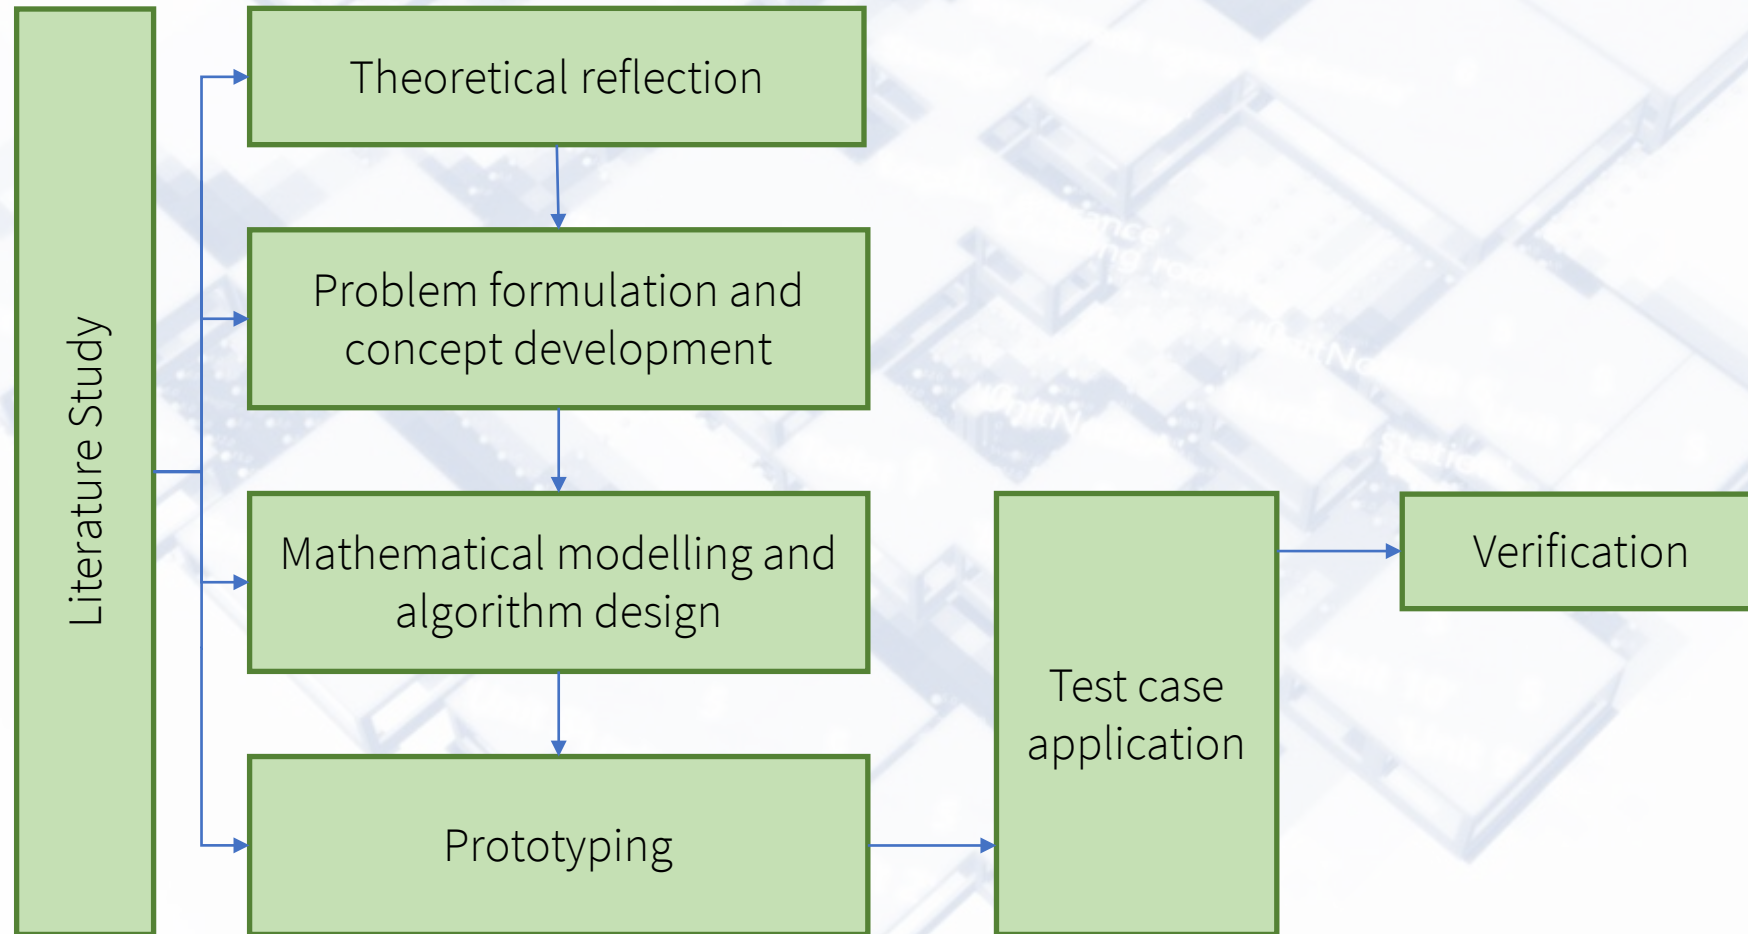 Literature Study
Theoretical reflection
Problem formulation and
concept development
Mathematical modelling and
algorithm design
Prototyping
Test case
application
Verification